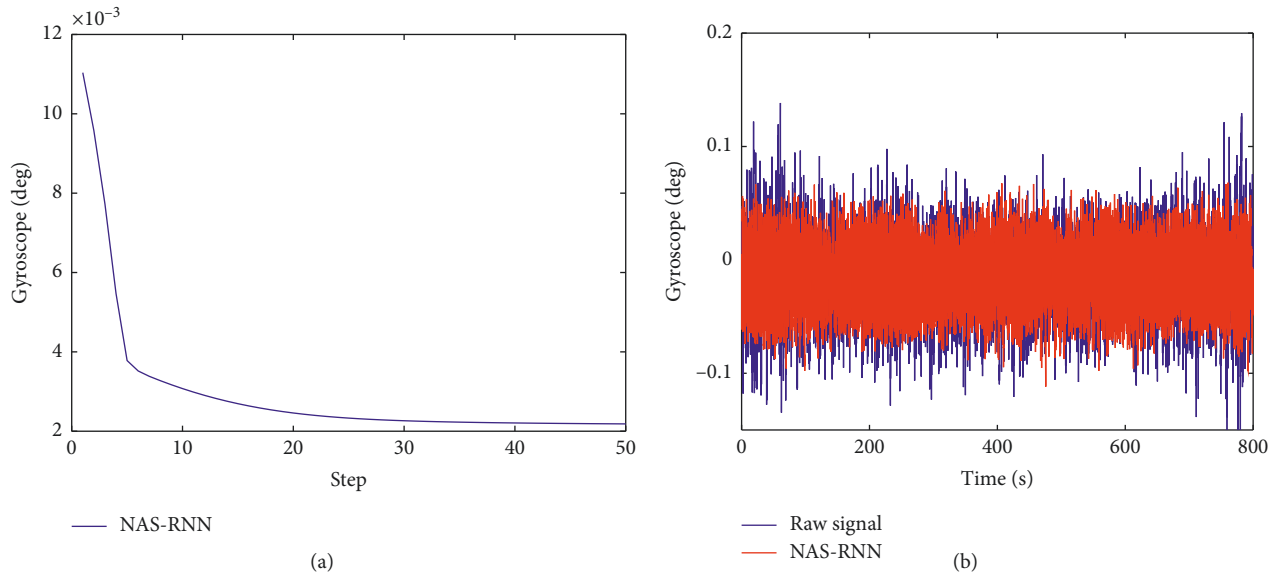 ×10⁻³
12
10
8
6
4
2
Gyroscope (deg)
0 10 20 30 40 50
Step
NAS-RNN
(a)
0.2
0.1
0
–0.1
Gyroscope (deg)
0 200 400 600 800
Time (s)
Raw signal
NAS-RNN
(b)